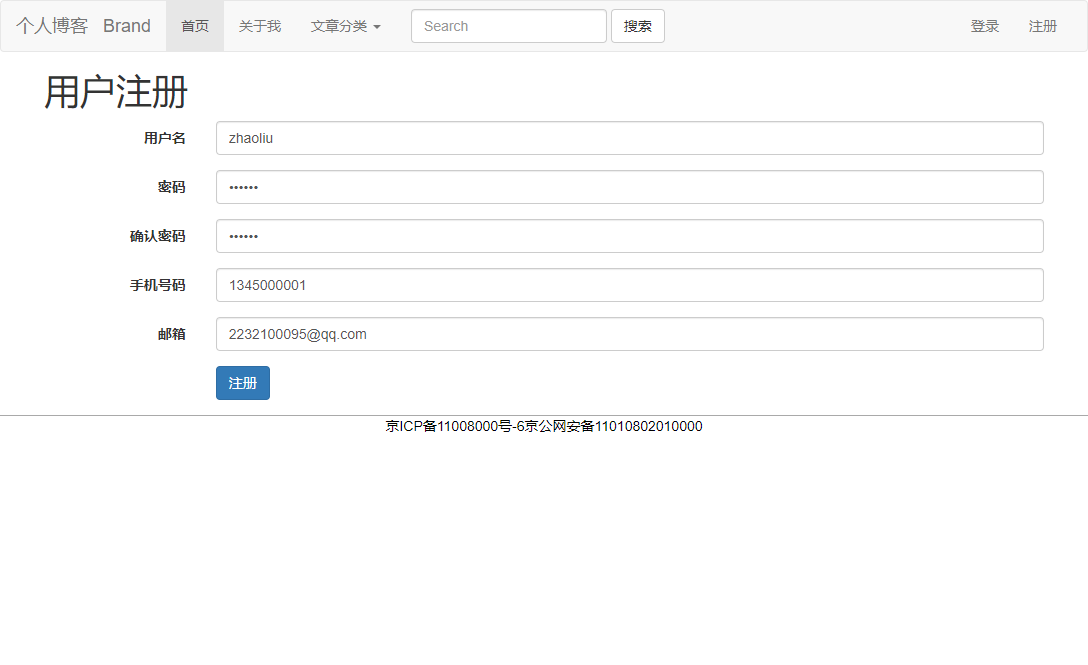 个人博客 Brand 首页 关于我 文章分类 Search 搜索 登录 注册
用户注册
用户名 zhaoliu
密码 ••••••
确认密码 ••••••
手机号码 1345000001
邮箱 2232100095@qq.com
注册
京ICP备11008000号-6京公网安备11010802010000